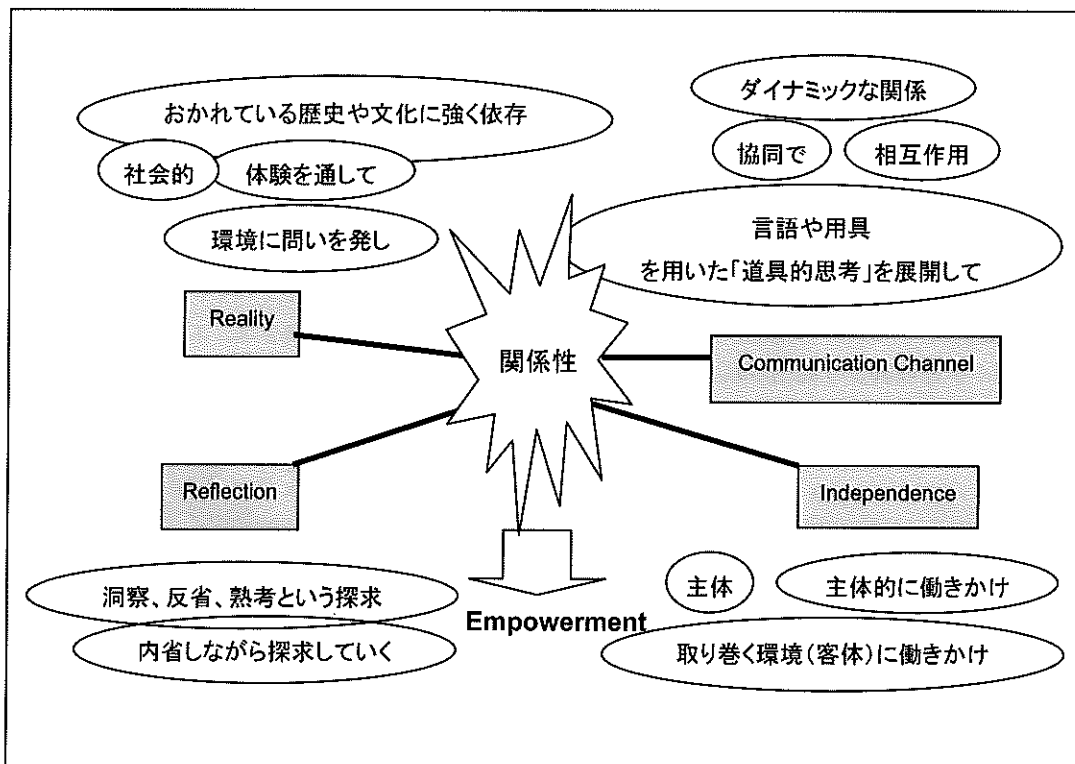 おかれている歴史や文化に強く依存
社会的
体験を通して
環境に問いを発し
ダイナミックな関係
協同で
相互作用
言語や用具
を用いた「道具的思考」を展開して
Reality
関係性
Communication Channel
Reflection
Independence
洞察、反省、熟考という探求
内省しながら探求していく
Empowerment
主体
主体的に働きかけ
取り巻く環境(客体)に働きかけ